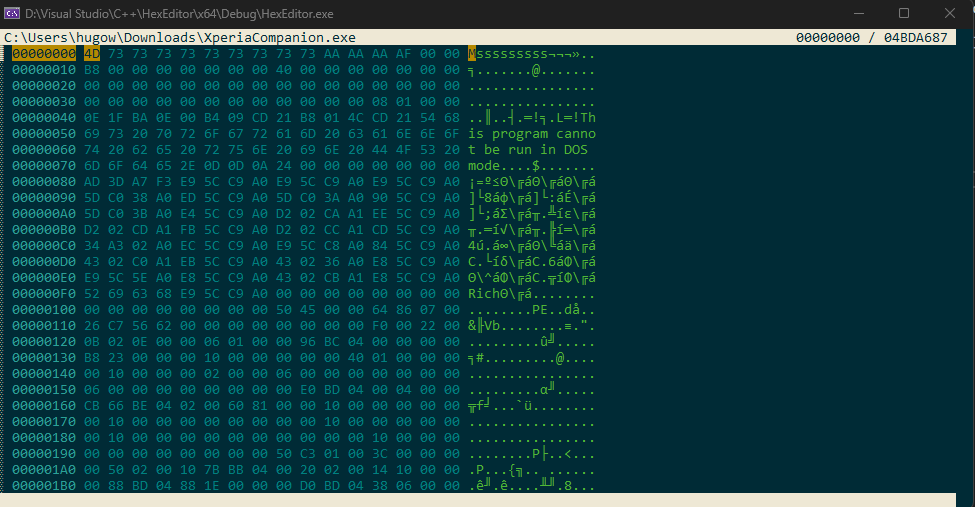 D:\Visual Studio\C++\HexEditor\x64\Debug\HexEditor.exe
C:\Users\hugow\Downloads\XperiaCompanion.exe 00000000 / 04BDA687
00000000 4D 73 73 73 73 73 73 73 73 73 AA AA AA AF 00 00 Msssssssss¬¬¬»..
00000010 B8 00 00 00 00 00 00 00 40 00 00 00 00 00 00 00 ╕.......@.......
00000020 00 00 00 00 00 00 00 00 00 00 00 00 00 00 00 00 ................
00000030 00 00 00 00 00 00 00 00 00 00 00 00 08 01 00 00 ................
00000040 0E 1F BA 0E 00 B4 09 CD 21 B8 01 4C CD 21 54 68 ..║..┤.═!╕.L═!Th
00000050 69 73 20 70 72 6F 67 72 61 6D 20 63 61 6E 6E 6F is program canno
00000060 74 20 62 65 20 72 75 6E 20 69 6E 20 44 4F 53 20 t be run in DOS
00000070 6D 6F 64 65 2E 0D 0D 0A 24 00 00 00 00 00 00 00 mode....$.......
00000080 AD 3D A7 F3 E9 5C C9 A0 E9 5C C9 A0 E9 5C C9 A0 ¡=º≤Θ\╔áΘ\╔áΘ\╔á
00000090 5D C0 38 A0 ED 5C C9 A0 5D C0 3A A0 90 5C C9 A0 ]└8áφ\╔á]└:áÉ\╔á
000000A0 5D C0 3B A0 E4 5C C9 A0 D2 02 CA A1 EE 5C C9 A0 ]└;áΣ\╔á╥.╩íε\╔á
000000B0 D2 02 CD A1 FB 5C C9 A0 D2 02 CC A1 CD 5C C9 A0 ╥.═í√\╔á╥.╠í═\╔á
000000C0 34 A3 02 A0 EC 5C C9 A0 E9 5C C8 A0 84 5C C9 A0 4ú.á∞\╔áΘ\╚áä\╔á
000000D0 43 02 C0 A1 EB 5C C9 A0 43 02 36 A0 E8 5C C9 A0 C.└íδ\╔áC.6áΦ\╔á
000000E0 E9 5C 5E A0 E8 5C C9 A0 43 02 CB A1 E8 5C C9 A0 Θ\^áΦ\╔áC.╦íΦ\╔á
000000F0 52 69 63 68 E9 5C C9 A0 00 00 00 00 00 00 00 00 RichΘ\╔á........
00000100 00 00 00 00 00 00 00 00 50 45 00 00 64 86 07 00 ........PE..då..
00000110 26 C7 56 62 00 00 00 00 00 00 00 00 F0 00 22 00 &╟Vb........≡.".
00000120 0B 02 0E 00 00 06 01 00 00 96 BC 04 00 00 00 00 .........û╝.....
00000130 B8 23 00 00 00 10 00 00 00 00 00 40 01 00 00 00 ╕#.........@....
00000140 00 10 00 00 00 02 00 00 06 00 00 00 00 00 00 00 ................
00000150 06 00 00 00 00 00 00 00 00 E0 BD 04 00 04 00 00 .........α╜.....
00000160 CB 66 BE 04 02 00 60 81 00 00 10 00 00 00 00 00 ╦f╛...`ü........
00000170 00 10 00 00 00 00 00 00 00 00 10 00 00 00 00 00 ................
00000180 00 10 00 00 00 00 00 00 00 00 00 00 10 00 00 00 ................
00000190 00 00 00 00 00 00 00 00 50 C3 01 00 3C 00 00 00 ........P├..<...
000001A0 00 50 02 00 10 7B BB 04 00 20 02 00 14 10 00 00 .P...{╗.. ......
000001B0 00 88 BD 04 88 1E 00 00 00 D0 BD 04 38 06 00 00 .ê╜.ê....╨╜.8...